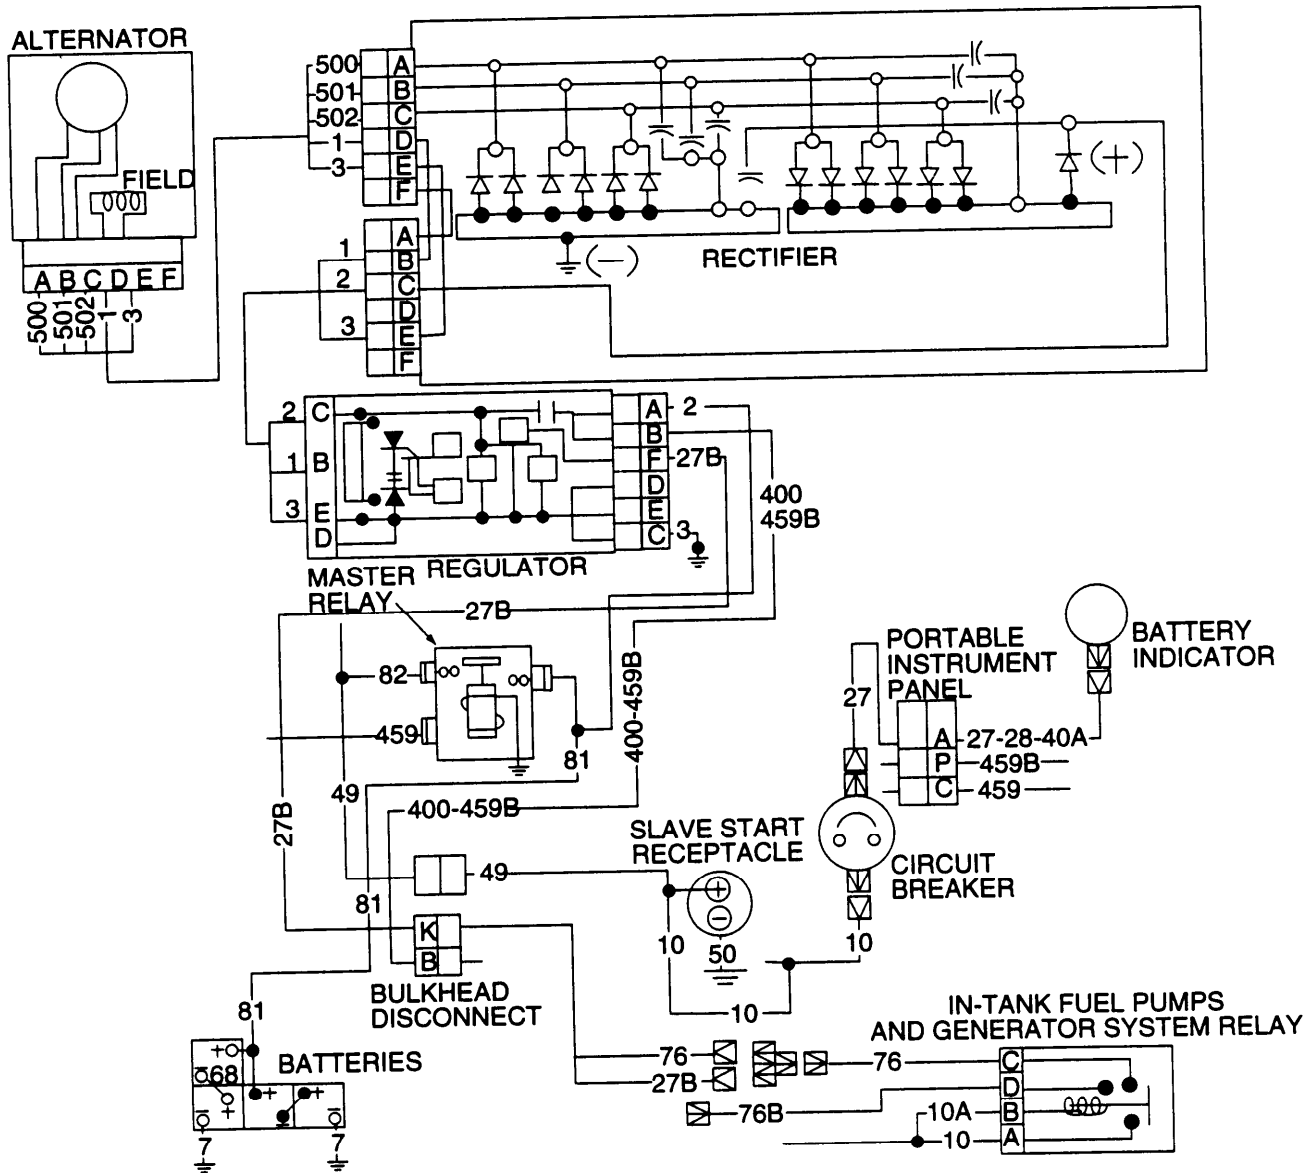 ALTERNATOR
FIELD
A B C D E F
500 501 502 1 3
500 A
501 B
502 C
1 D
3 E
F
A
1 B
2 C
D
3 E
F
(+)
(−)
RECTIFIER
2 C
1 B
3 E
D
A 2
B
F 27B
D
E
C 3
400
459B
REGULATOR
MASTER
RELAY
27B
82
459
81
400-459B
49
27B
400-459B
81
49
K
B
BULKHEAD
DISCONNECT
81
BATTERIES
+
−
68
+
+
+
−
−
−
7
7
SLAVE START
RECEPTACLE
+
−
50
10
10
10
CIRCUIT
BREAKER
27
PORTABLE
INSTRUMENT
PANEL
A 27-28-40A
P 459B
C 459
BATTERY
INDICATOR
IN-TANK FUEL PUMPS
AND GENERATOR SYSTEM RELAY
76
27B
76
76B
10A
10
C
D
B
A